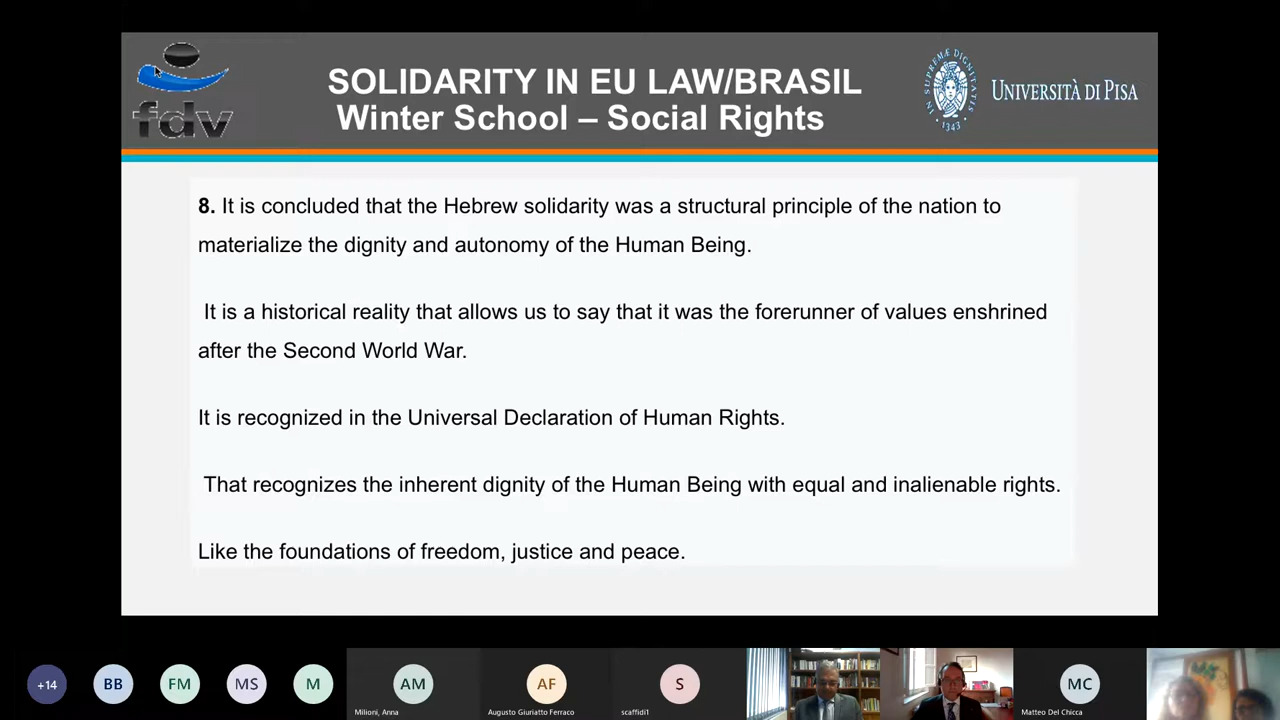 fdv
SOLIDARITY IN EU LAW/BRASIL
Winter School – Social Rights
IN SUPREMÆ DIGNITATIS
1343
UNIVERSITÀ DI PISA
8. It is concluded that the Hebrew solidarity was a structural principle of the nation to
materialize the dignity and autonomy of the Human Being.
It is a historical reality that allows us to say that it was the forerunner of values enshrined
after the Second World War.
It is recognized in the Universal Declaration of Human Rights.
That recognizes the inherent dignity of the Human Being with equal and inalienable rights.
Like the foundations of freedom, justice and peace.
+14
BB
FM
MS
M
AM
AF
S
MC
Milioni, Anna
Augusto Giuriatto Ferraco
scaffidi1
Matteo Del Chicca